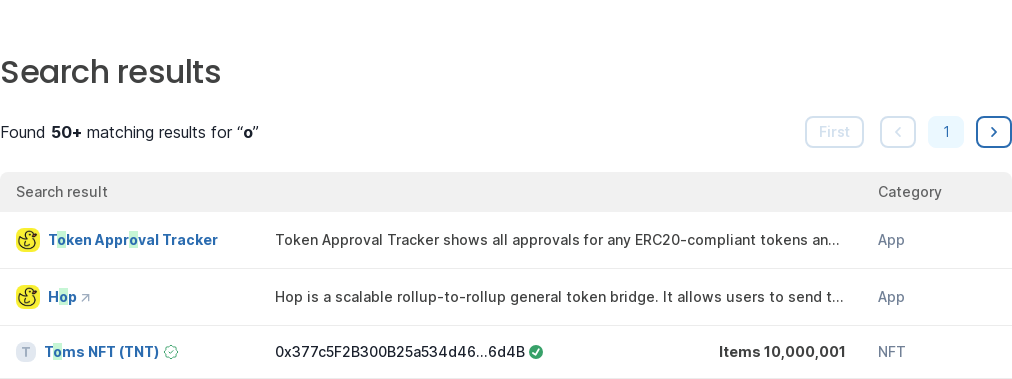 Search results
Found 50+ matching results for “o”
First
1
Search result Category
Token Approval Tracker Token Approval Tracker shows all approvals for any ERC20-compliant tokens an... App
Hop Hop is a scalable rollup-to-rollup general token bridge. It allows users to send t... App
T Toms NFT (TNT) 0x377c5F2B300B25a534d46...6d4B Items 10,000,001 NFT